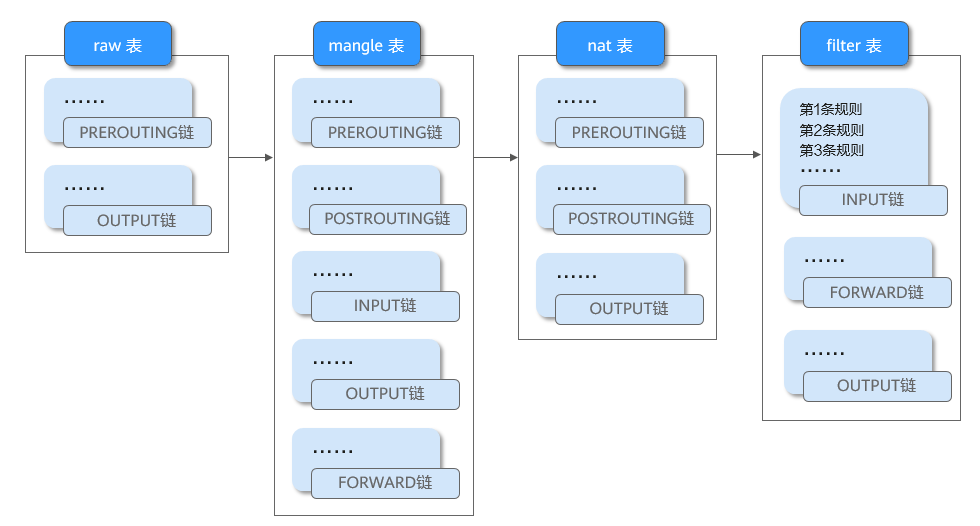 raw 表
……
PREROUTING链
……
OUTPUT链
mangle 表
……
PREROUTING链
……
POSTROUTING链
……
INPUT链
……
OUTPUT链
……
FORWARD链
nat 表
……
PREROUTING链
……
POSTROUTING链
……
OUTPUT链
filter 表
第1条规则
第2条规则
第3条规则
……
INPUT链
……
FORWARD链
……
OUTPUT链